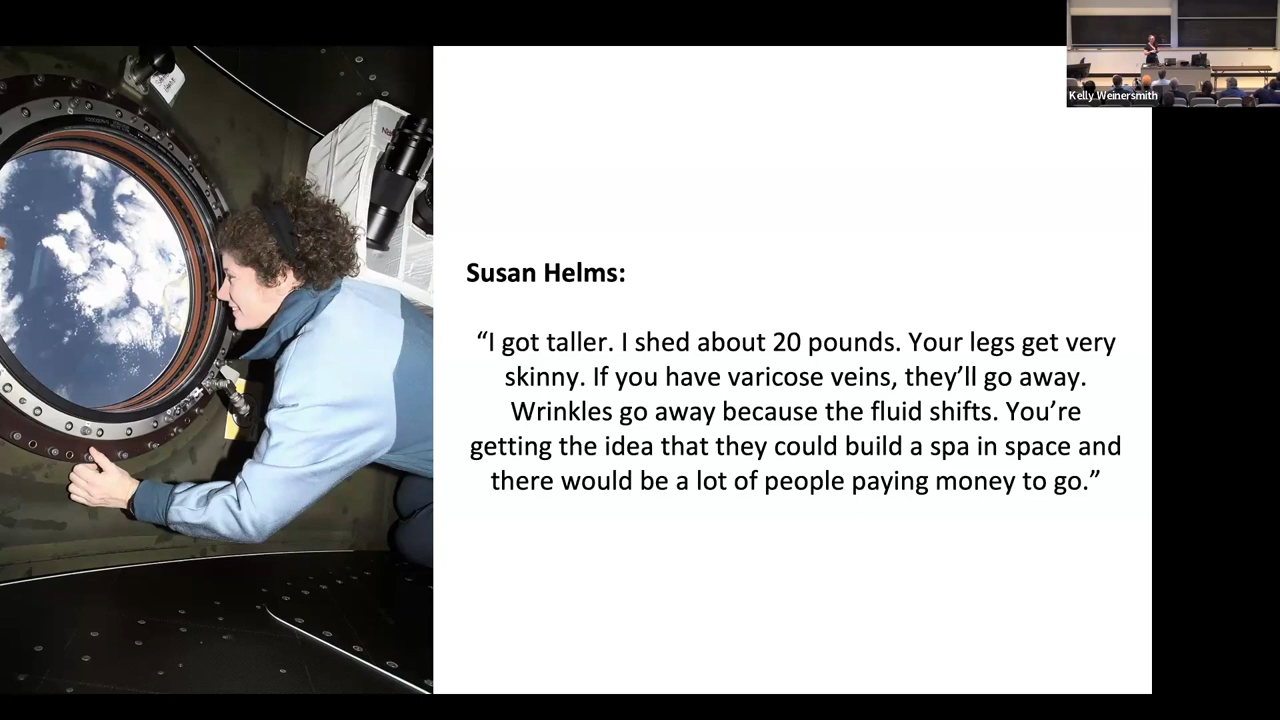 Kelly Weinersmith
Susan Helms:
“I got taller. I shed about 20 pounds. Your legs get very
skinny. If you have varicose veins, they’ll go away.
Wrinkles go away because the fluid shifts. You’re
getting the idea that they could build a spa in space and
there would be a lot of people paying money to go.”